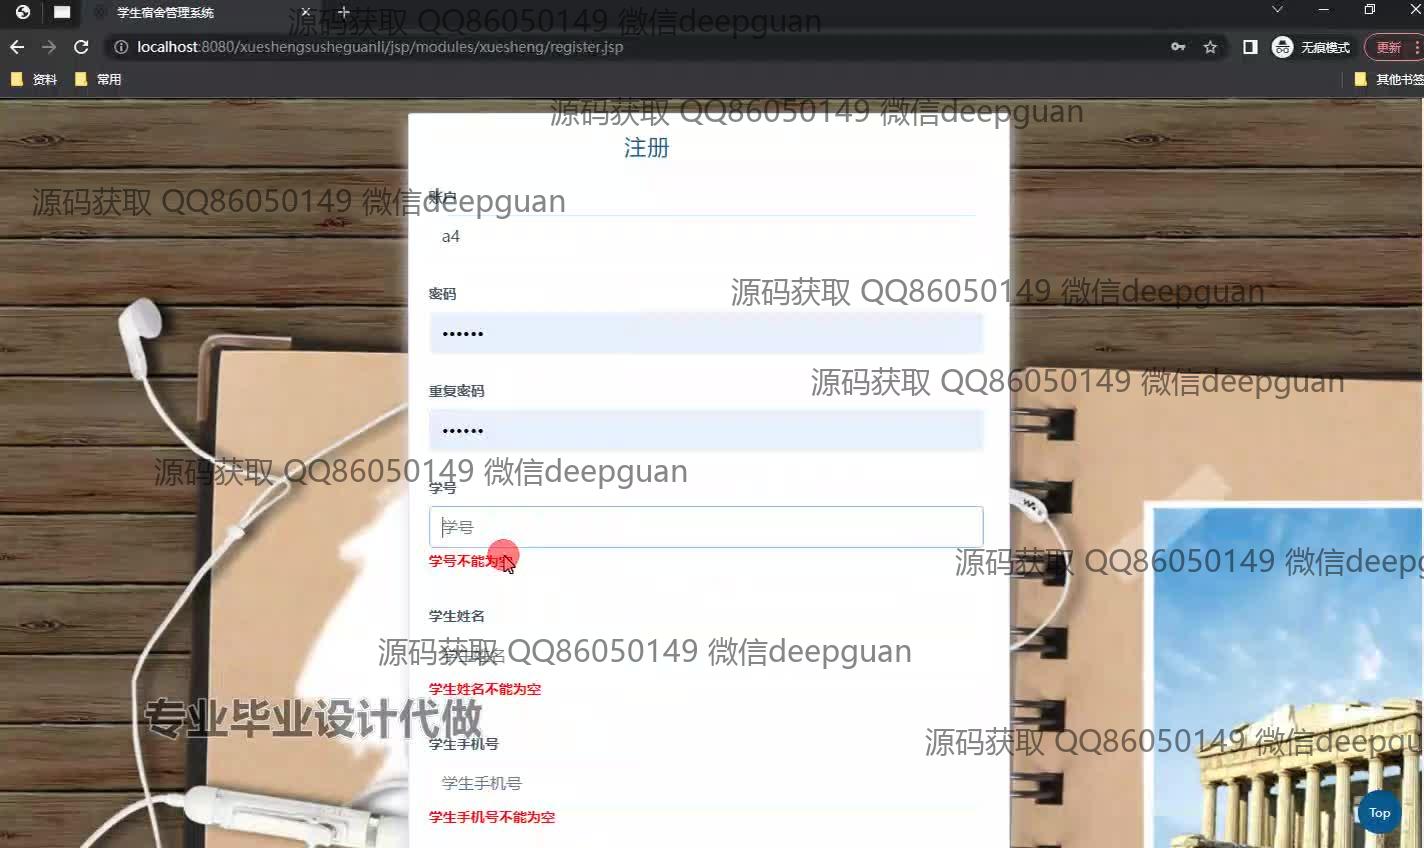 学生宿舍管理系统
源码获取 QQ86050149 微信deepguan
localhost:8080/xueshengsusheguanli/jsp/modules/xuesheng/register.jsp
无痕模式
更新
资料
常用
其他书签
源码获取 QQ86050149 微信deepguan
注册
账户
源码获取 QQ86050149 微信deepguan
a4
密码
源码获取 QQ86050149 微信deepguan
重复密码
源码获取 QQ86050149 微信deepguan
源码获取 QQ86050149 微信deepguan
学号
学号
学号不能为空
源码获取 QQ86050149 微信deepg
学生姓名
学生姓名
源码获取 QQ86050149 微信deepguan
学生姓名不能为空
专业毕业设计代做
学生手机号
源码获取 QQ86050149 微信deepgu
学生手机号
学生手机号不能为空
Top